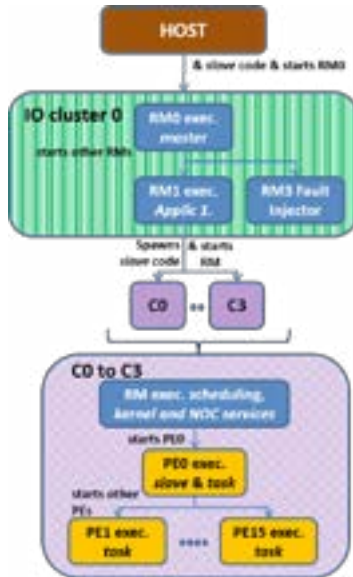 HOST
& slave code & starts RM0
IO cluster 0
RM0 exec.
master
starts other RMs
RM1 exec.
Applic 1.
RM3 Fault
Injector
Spawns & starts
slave code RM
C0
C3
C0 to C3
RM exec. scheduling,
kernel and NOC services
starts PE0
PE0 exec.
slave & task
starts other
PEs
PE1 exec.
task
PE15 exec.
task